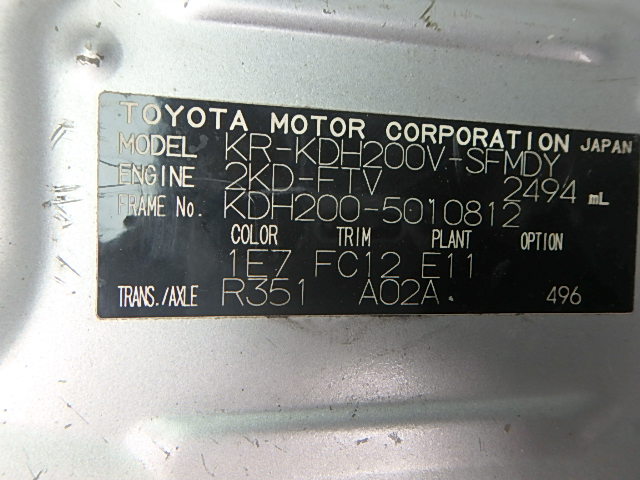 TOYOTA MOTOR CORPORATION JAPAN
MODEL KR-KDH200V-SFMDY
ENGINE 2KD-FTV 2494 mL
FRAME No. KDH200-5010812
COLOR TRIM PLANT OPTION
1E7 FC12 E11
TRANS./AXLE R351 A02A 496